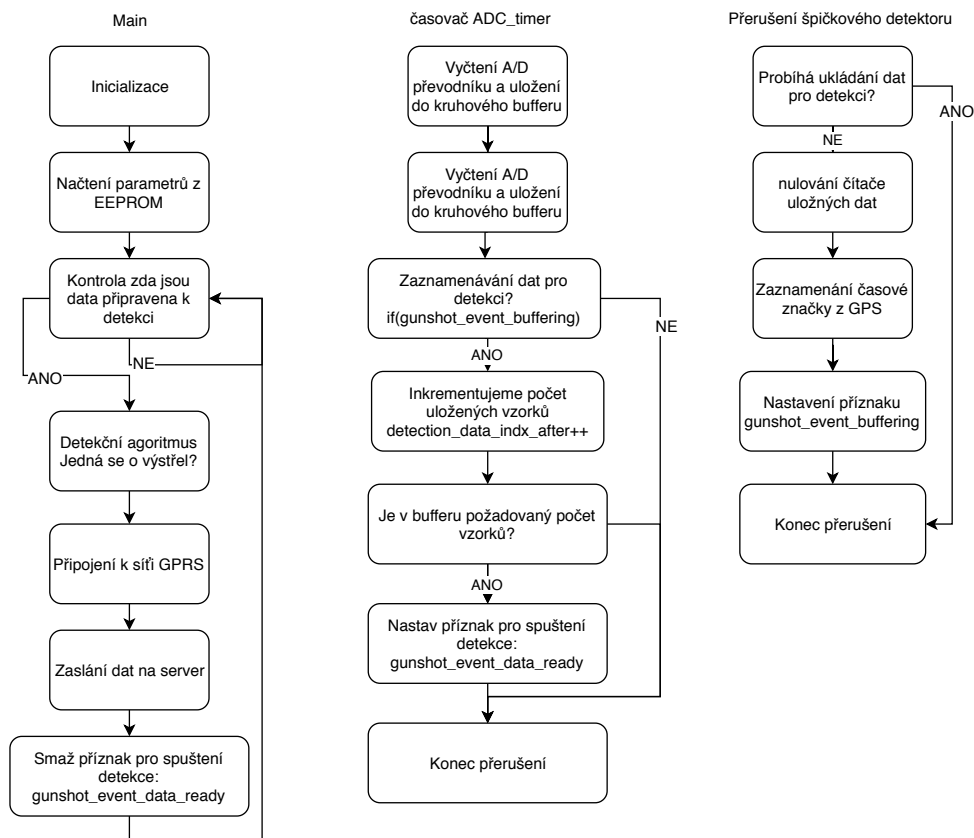 Main
Inicializace
Načtení parametrů z
EEPROM
Kontrola zda jsou
data připravena k
detekci
NE
ANO
Detekční agoritmus
Jedná se o výstřel?
Připojení k síťi GPRS
Zaslání dat na server
Smaž příznak pro spuštení
detekce:
gunshot_event_data_ready
časovač ADC_timer
Vyčtení A/D
převodníku a uložení
do kruhového bufferu
Vyčtení A/D
převodníku a uložení
do kruhového bufferu
Zaznamenávání dat pro
detekci?
if(gunshot_event_buffering)
NE
ANO
Inkrementujeme počet
uložených vzorků
detection_data_indx_after++
Je v bufferu požadovaný počet
vzorků?
ANO
Nastav příznak pro spuštení
detekce:
gunshot_event_data_ready
Konec přerušení
Přerušení špičkového detektoru
Probíhá ukládání dat
pro detekci?
ANO
NE
nulování čítače
uložných dat
Zaznamenání časové
značky z GPS
Nastavení příznaku
gunshot_event_buffering
Konec přerušení